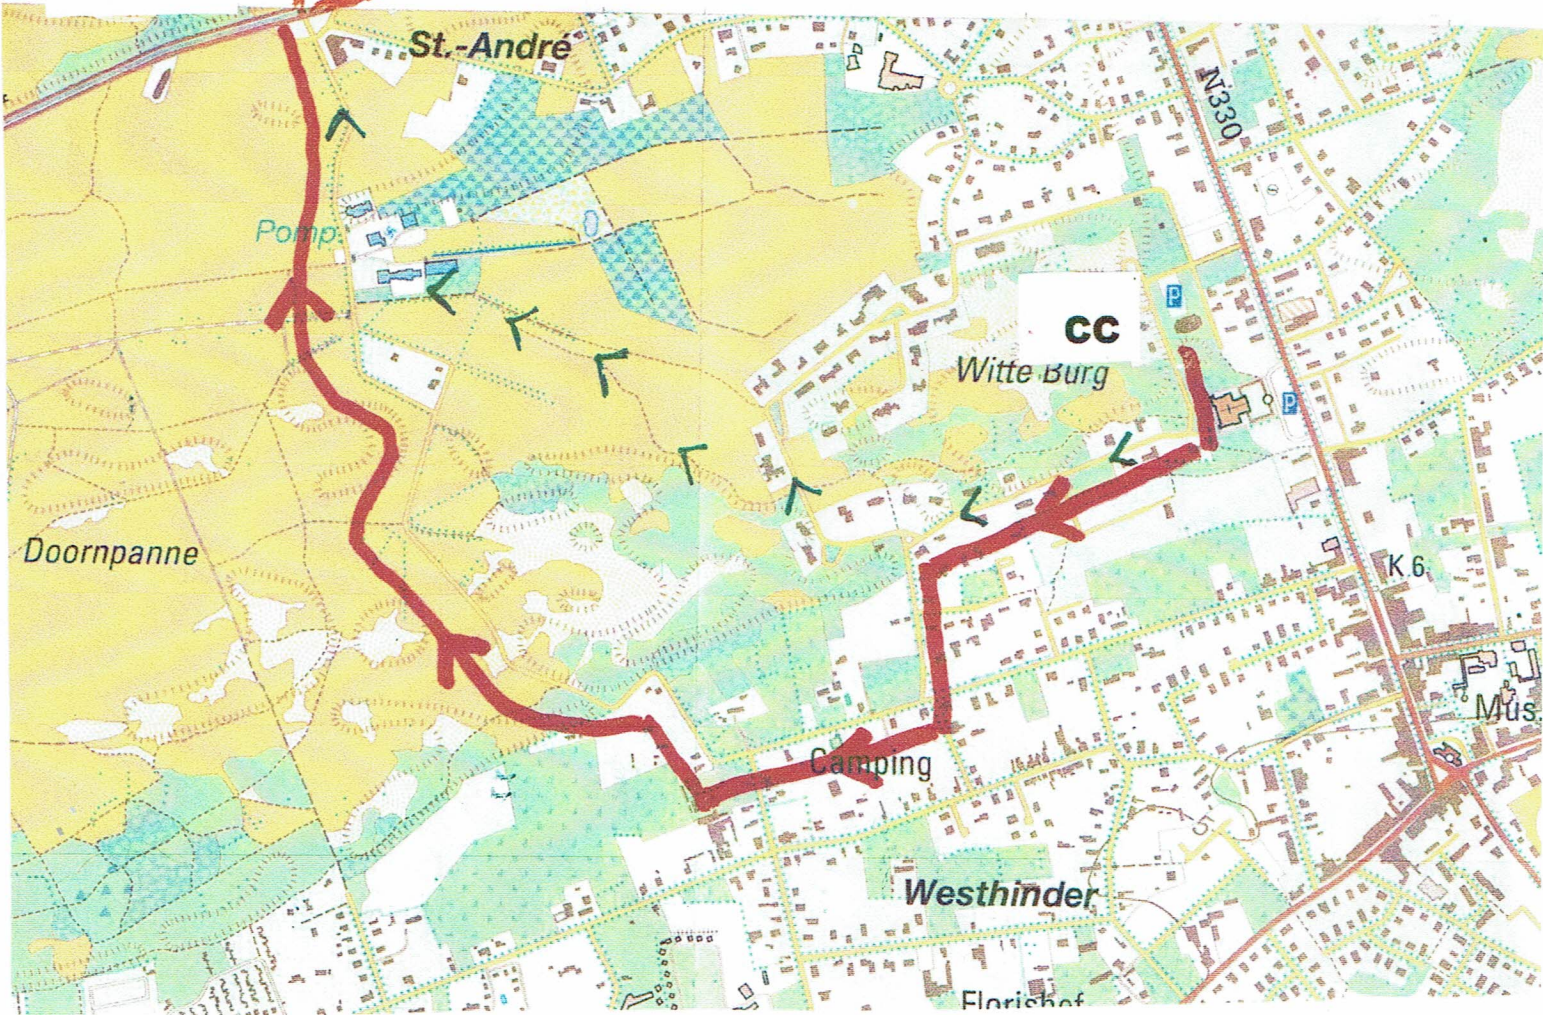 St.-André
N330
Pomp.
P
cc
Witte Burg
P
Doornpanne
K.6.
Mus.
Camping
Westhinder
Florishof